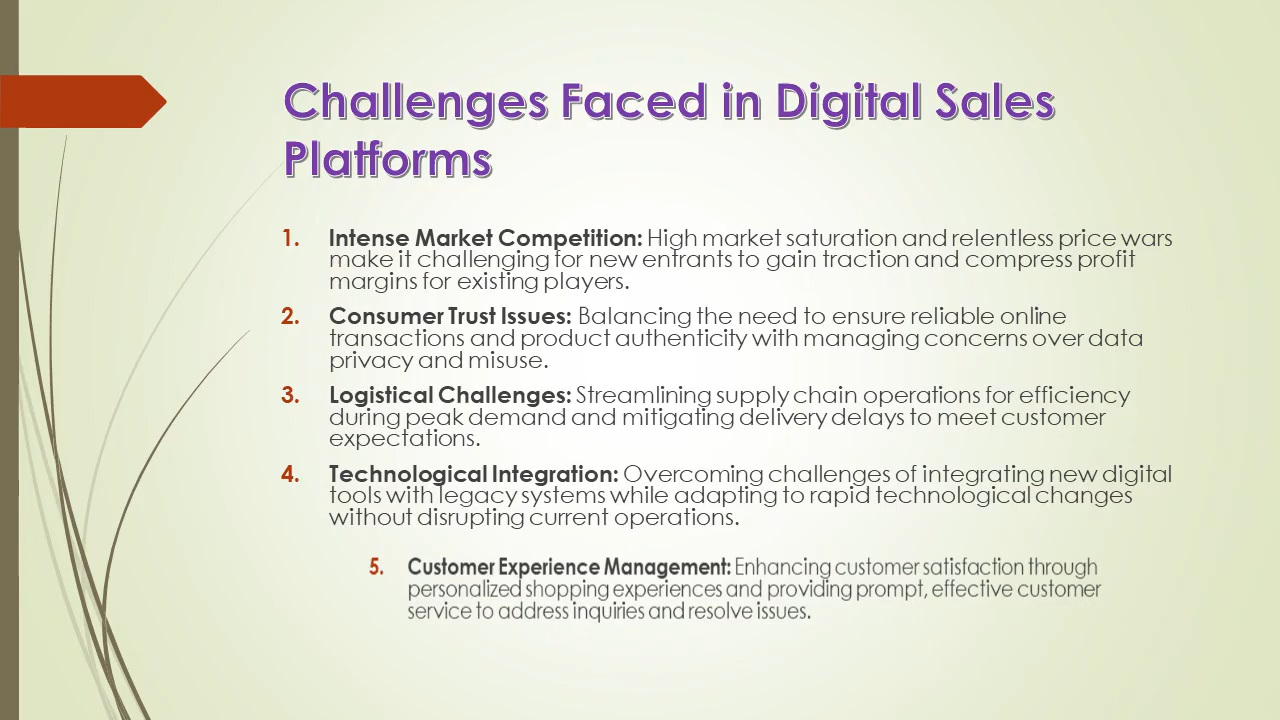 Challenges Faced in Digital Sales
Platforms
1. Intense Market Competition: High market saturation and relentless price wars
make it challenging for new entrants to gain traction and compress profit
margins for existing players.
2. Consumer Trust Issues: Balancing the need to ensure reliable online
transactions and product authenticity with managing concerns over data
privacy and misuse.
3. Logistical Challenges: Streamlining supply chain operations for efficiency
during peak demand and mitigating delivery delays to meet customer
expectations.
4. Technological Integration: Overcoming challenges of integrating new digital
tools with legacy systems while adapting to rapid technological changes
without disrupting current operations.
5. Customer Experience Management: Enhancing customer satisfaction through
personalized shopping experiences and providing prompt, effective customer
service to address inquiries and resolve issues.